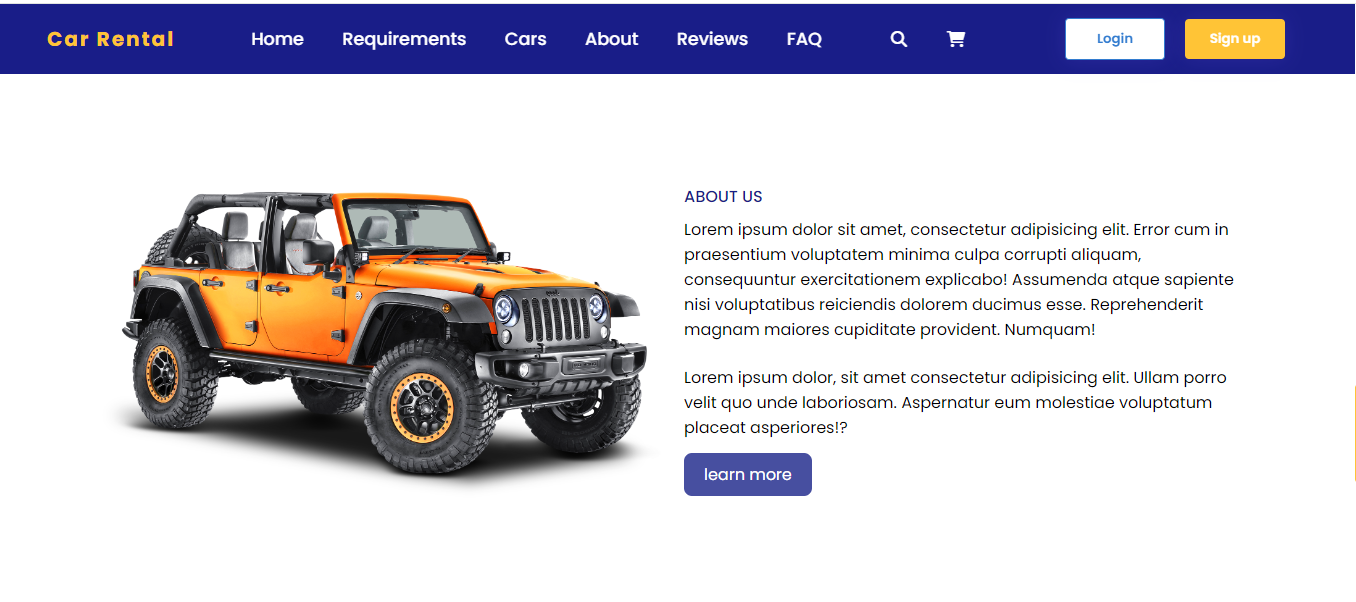 Car Rental Home Requirements Cars About Reviews FAQ Login Sign up
ABOUT US
Lorem ipsum dolor sit amet, consectetur adipisicing elit. Error cum in
praesentium voluptatem minima culpa corrupti aliquam,
consequuntur exercitationem explicabo! Assumenda atque sapiente
nisi voluptatibus reiciendis dolorem ducimus esse. Reprehenderit
magnam maiores cupiditate provident. Numquam!
Lorem ipsum dolor, sit amet consectetur adipisicing elit. Ullam porro
velit quo unde laboriosam. Aspernatur eum molestiae voluptatum
placeat asperiores!?
learn more